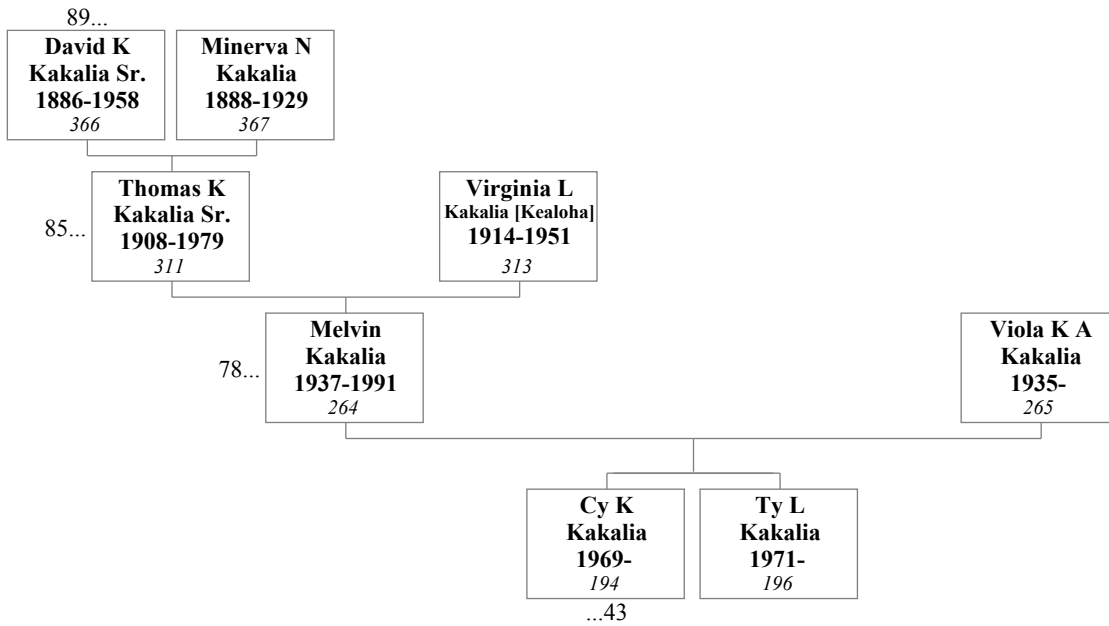 89...
David K
Kakalia Sr.
1886-1958
366
Minerva N
Kakalia
1888-1929
367
85...
Thomas K
Kakalia Sr.
1908-1979
311
Virginia L
Kakalia [Kealoha]
1914-1951
313
78...
Melvin
Kakalia
1937-1991
264
Viola K A
Kakalia
1935-
265
Cy K
Kakalia
1969-
194
...43
Ty L
Kakalia
1971-
196